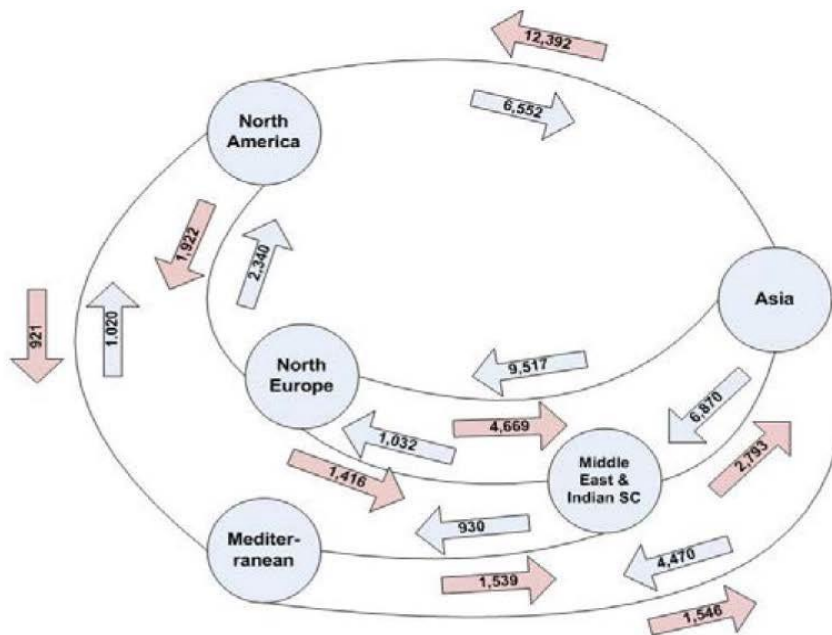 12,392
6,552
North
America
1,922
2,340
921
1.020
Asia
North
Europe
9,517
6,870
4,669
1,032
2,793
1,416
Middle
East &
Indian SC
930
Mediter-
ranean
4,470
1,539
1,546